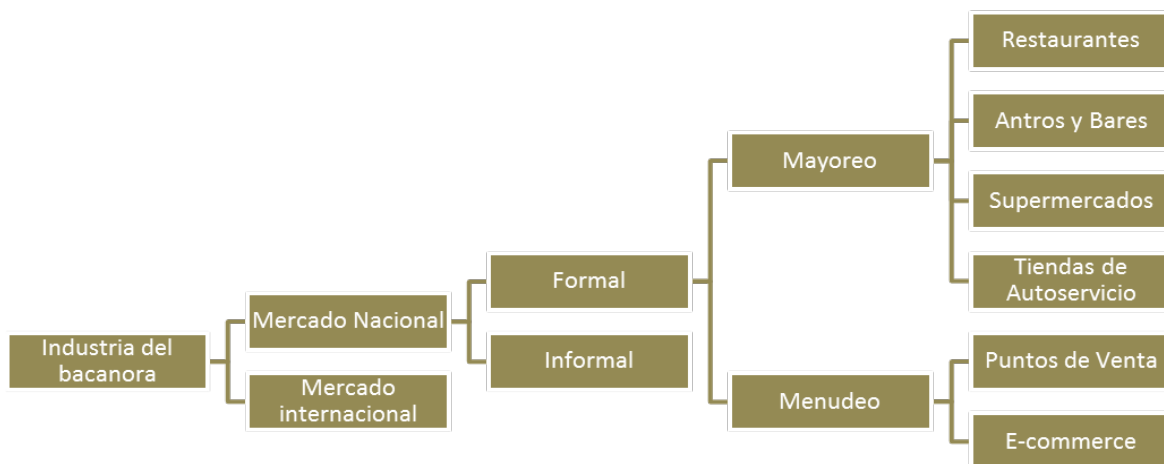 Industria del
bacanora
Mercado Nacional
Mercado
internacional
Formal
Informal
Mayoreo
Menudeo
Restaurantes
Antros y Bares
Supermercados
Tiendas de
Autoservicio
Puntos de Venta
E-commerce